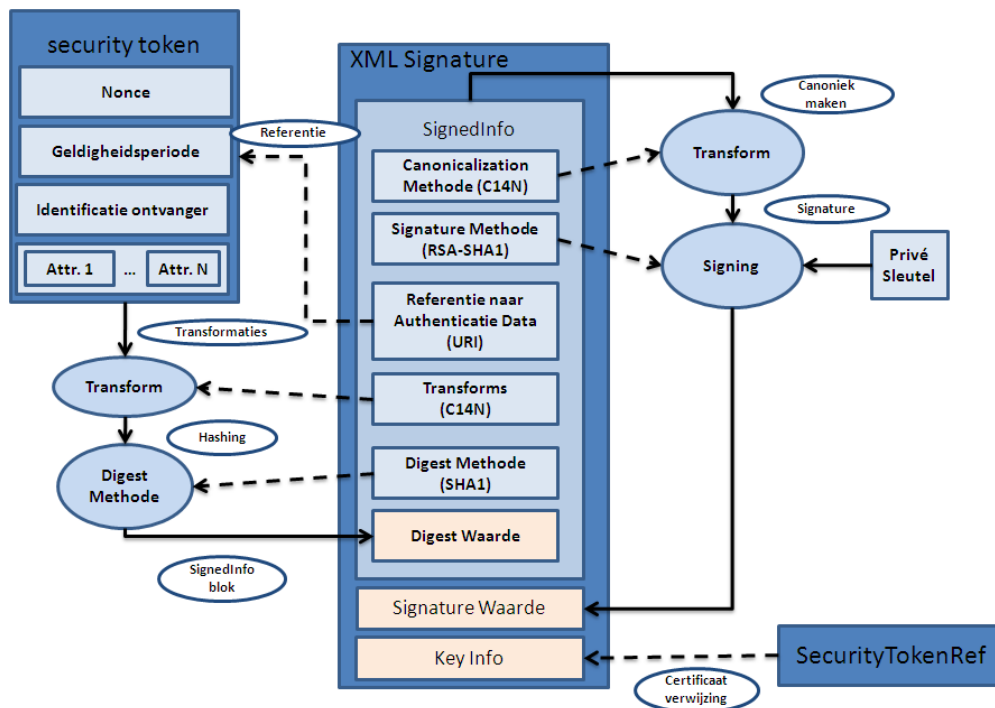 security token
Nonce
Geldigheidsperiode
Identificatie ontvanger
Attr. 1
...
Attr. N
Transformaties
Transform
Hashing
Digest
Methode
SignedInfo
blok
Referentie
XML Signature
SignedInfo
Canonicalization
Methode (C14N)
Signature Methode
(RSA-SHA1)
Referentie naar
Authenticatie Data
(URI)
Transforms
(C14N)
Digest Methode
(SHA1)
Digest Waarde
Signature Waarde
Key Info
Canoniek
maken
Transform
Signature
Signing
Privé
Sleutel
SecurityTokenRef
Certificaat
verwijzing